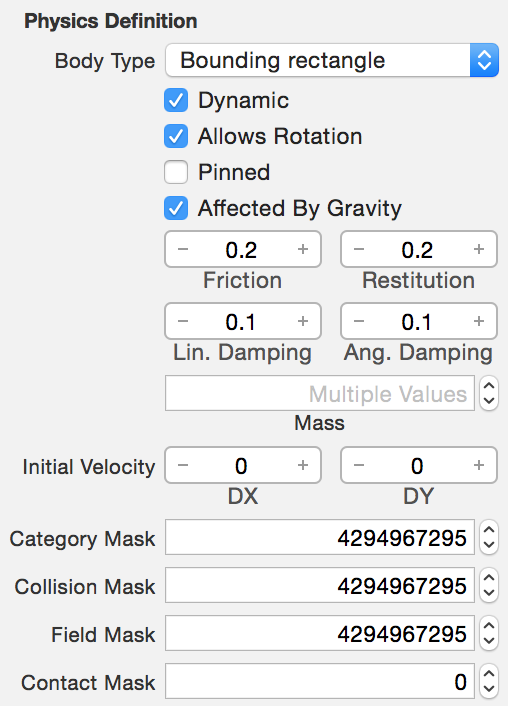 Physics Definition
Body Type Bounding rectangle
Dynamic
Allows Rotation
Pinned
Affected By Gravity
− 0.2 + − 0.2 +
Friction Restitution
− 0.1 + − 0.1 +
Lin. Damping Ang. Damping
Multiple Values
Mass
Initial Velocity − 0 + − 0 +
DX DY
Category Mask 4294967295
Collision Mask 4294967295
Field Mask 4294967295
Contact Mask 0